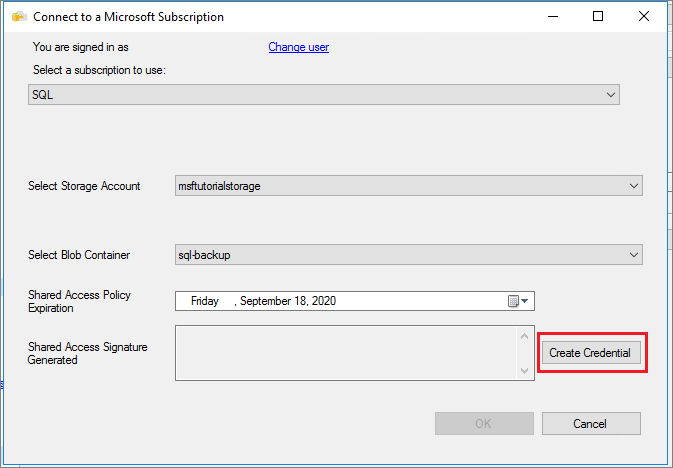 Connect to a Microsoft Subscription
You are signed in as Change user
Select a subscription to use:
SQL
Select Storage Account msftutorialstorage
Select Blob Container sql-backup
Shared Access Policy
Expiration
Friday , September 18, 2020
Shared Access Signature
Generated
Create Credential
OK Cancel